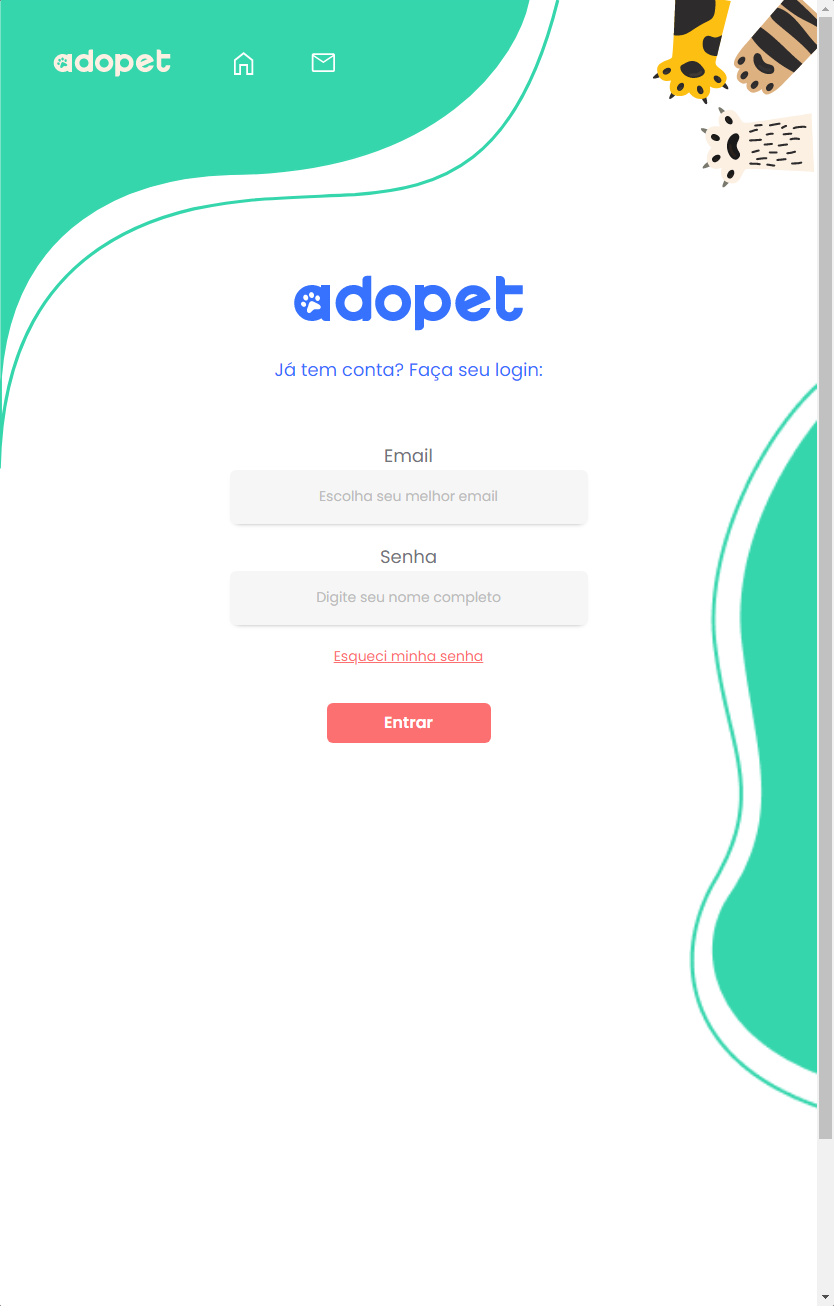 adopet
adopet
Já tem conta? Faça seu login:
Email
Escolha seu melhor email
Senha
Digite seu nome completo
Esqueci minha senha
Entrar